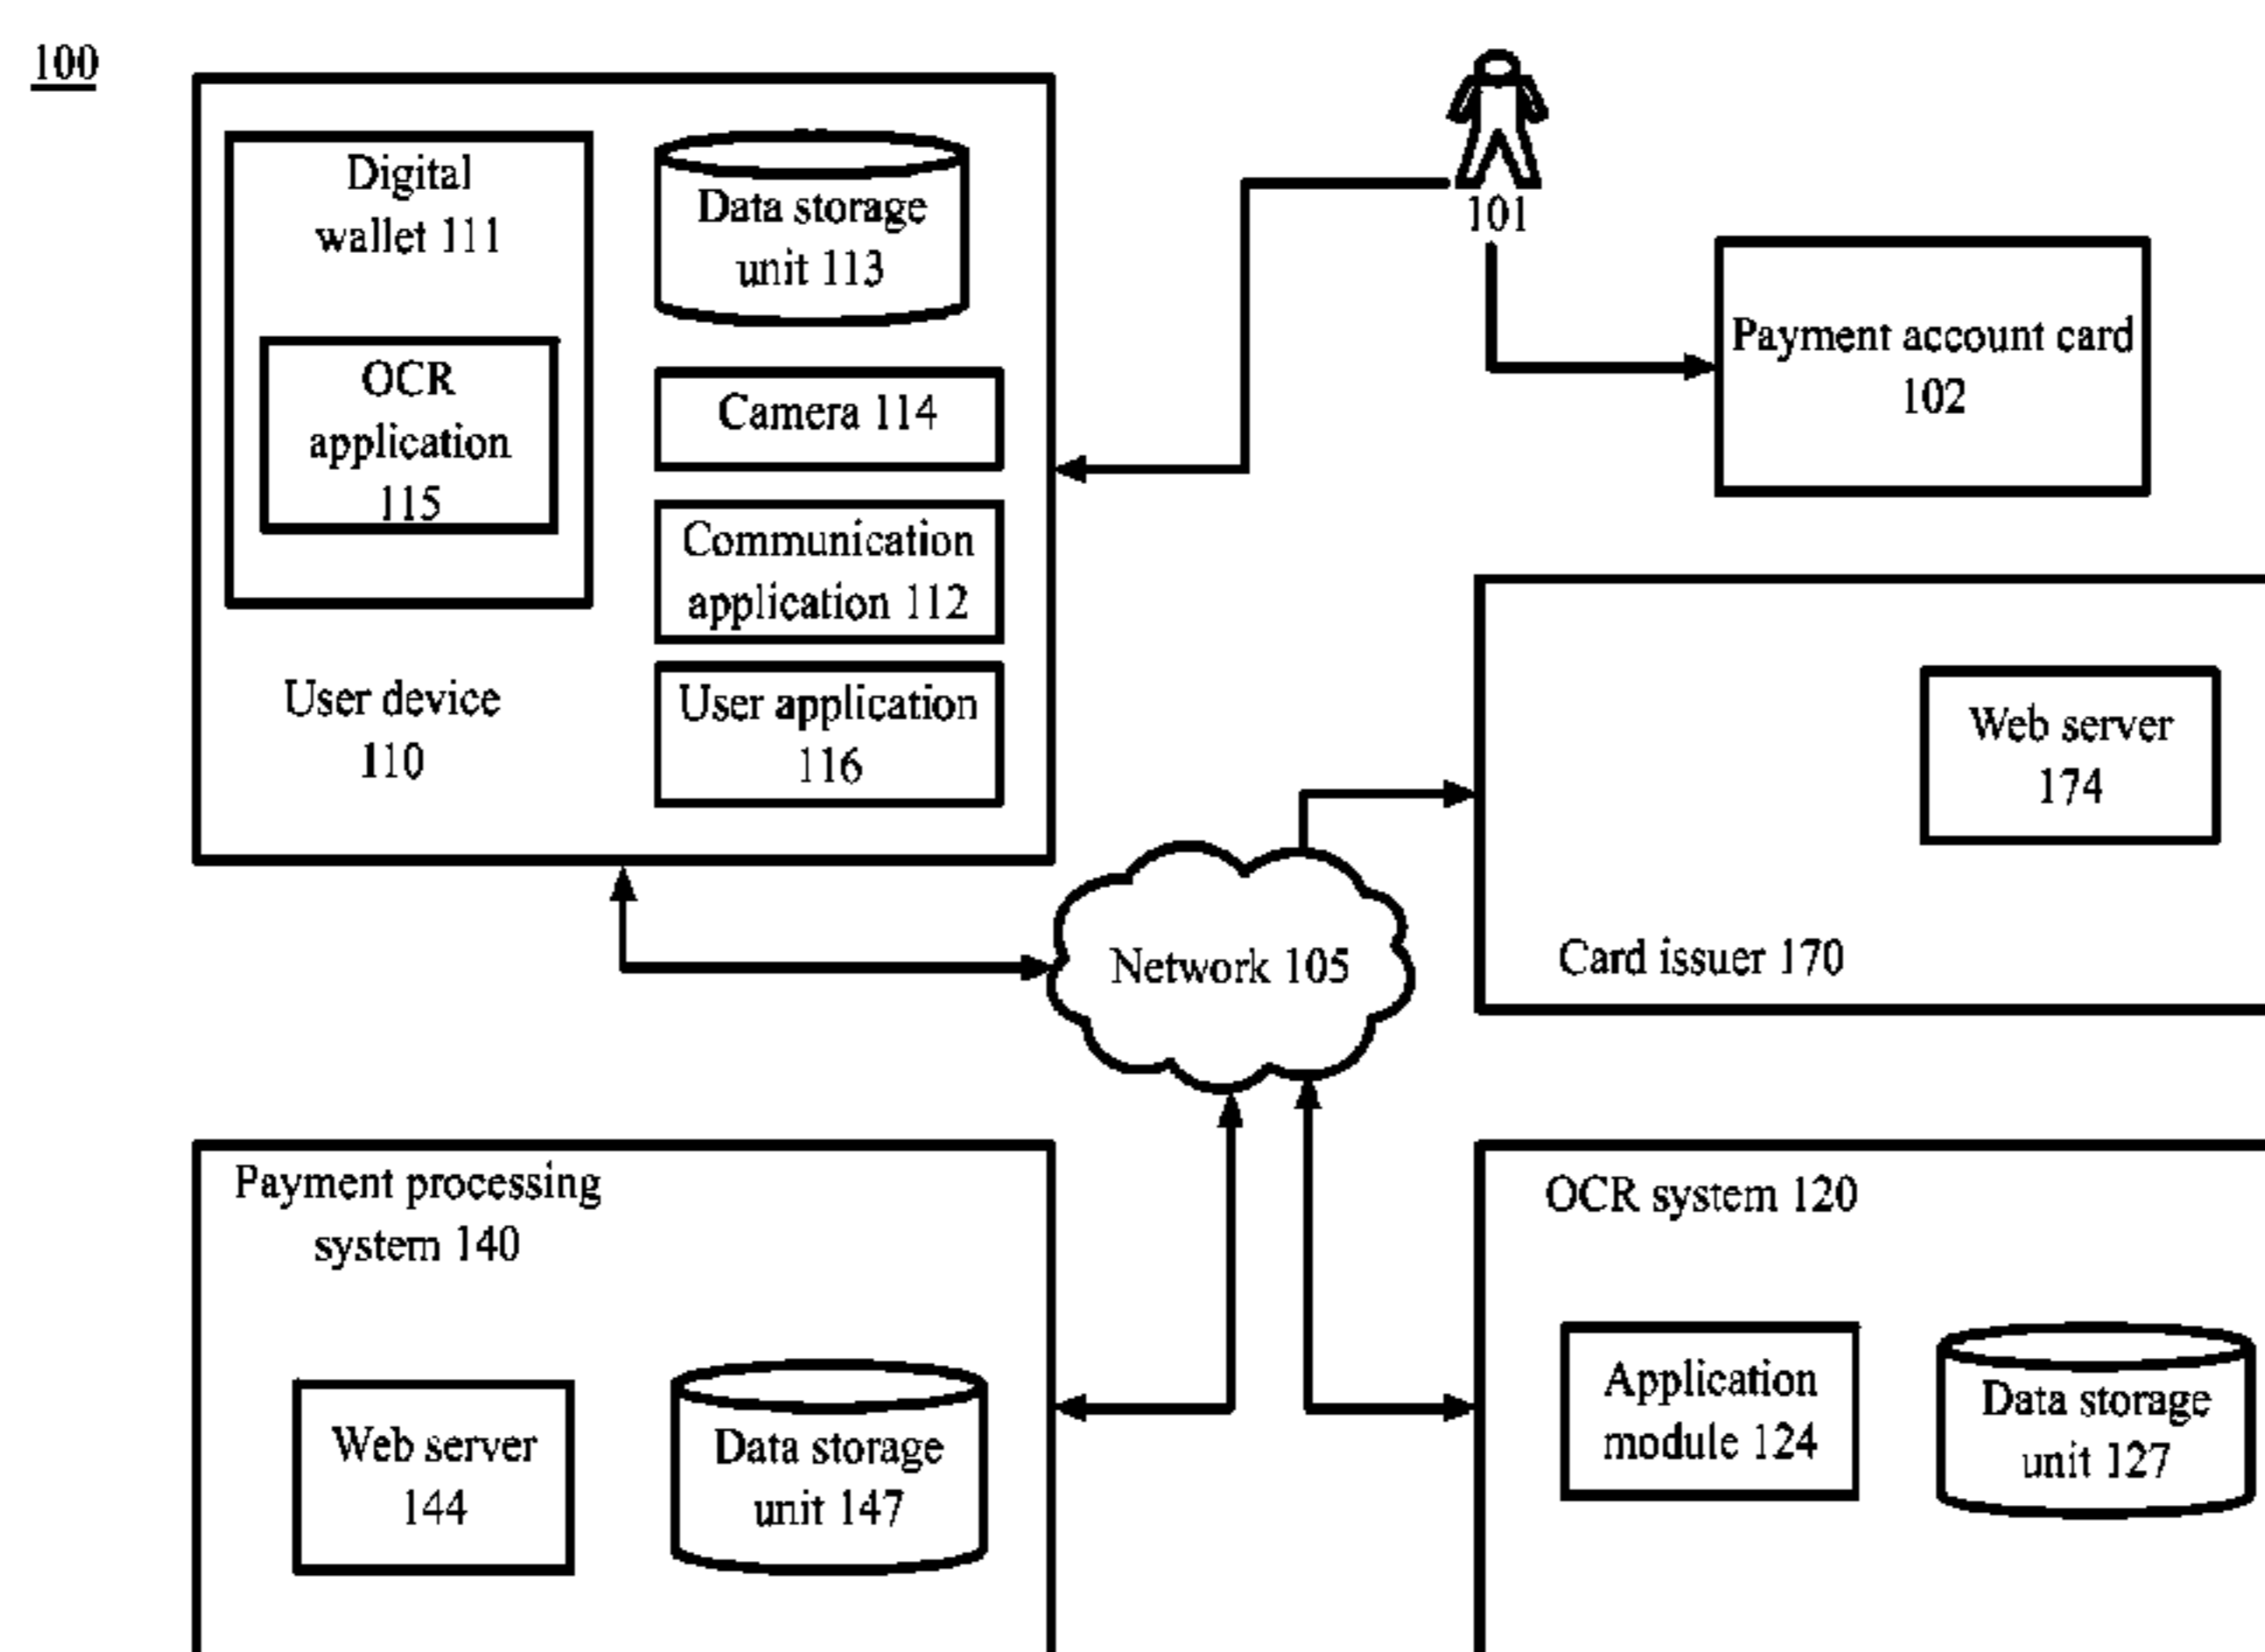 100
Digital
wallet 111
OCR
application
115
User device
110
Data storage
unit 113
Camera 114
Communication
application 112
User application
116
101
Payment account card
102
Web server
174
Card issuer 170
Network 105
Payment processing
system 140
Web server
144
Data storage
unit 147
OCR system 120
Application
module 124
Data storage
unit 127